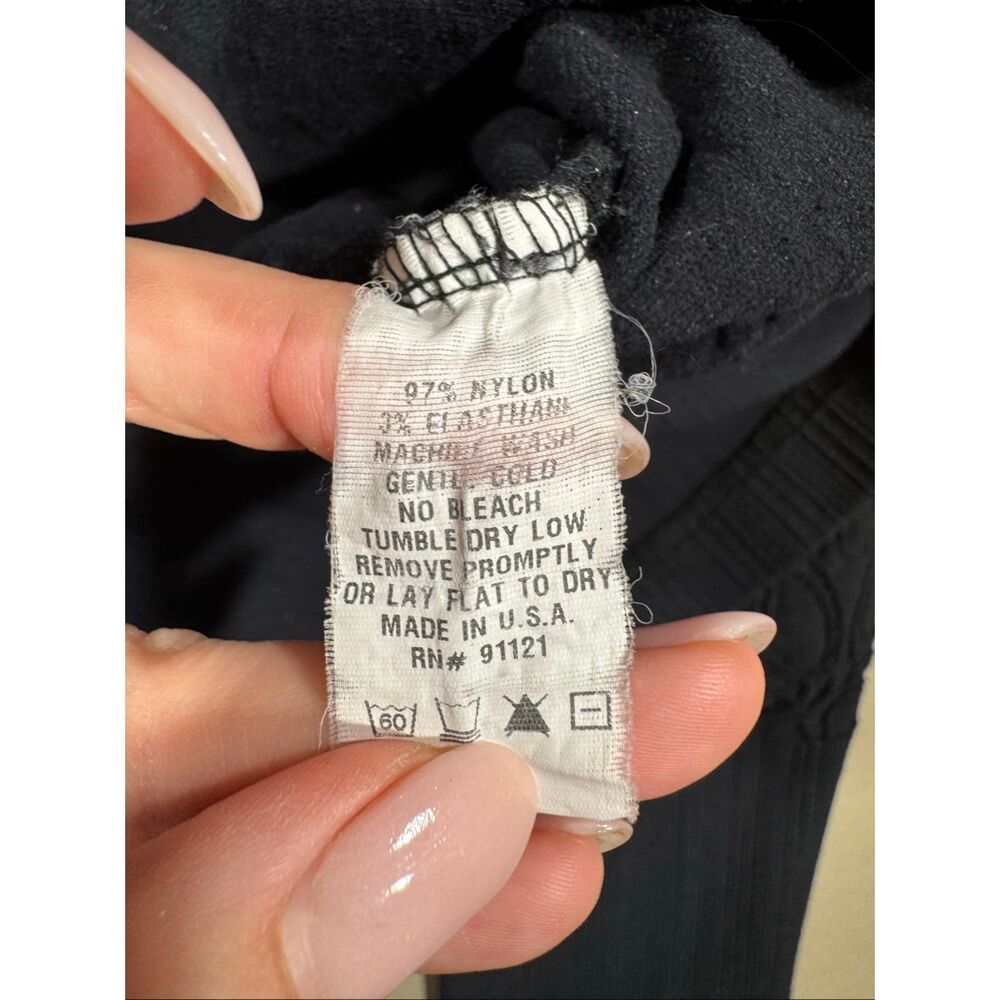 97% NYLON
3% ELASTHANE
MACHINE WASH
GENTLE COLD
NO BLEACH
TUMBLE DRY LOW
REMOVE PROMPTLY
OR LAY FLAT TO DRY
MADE IN U.S.A.
RN# 91121
60